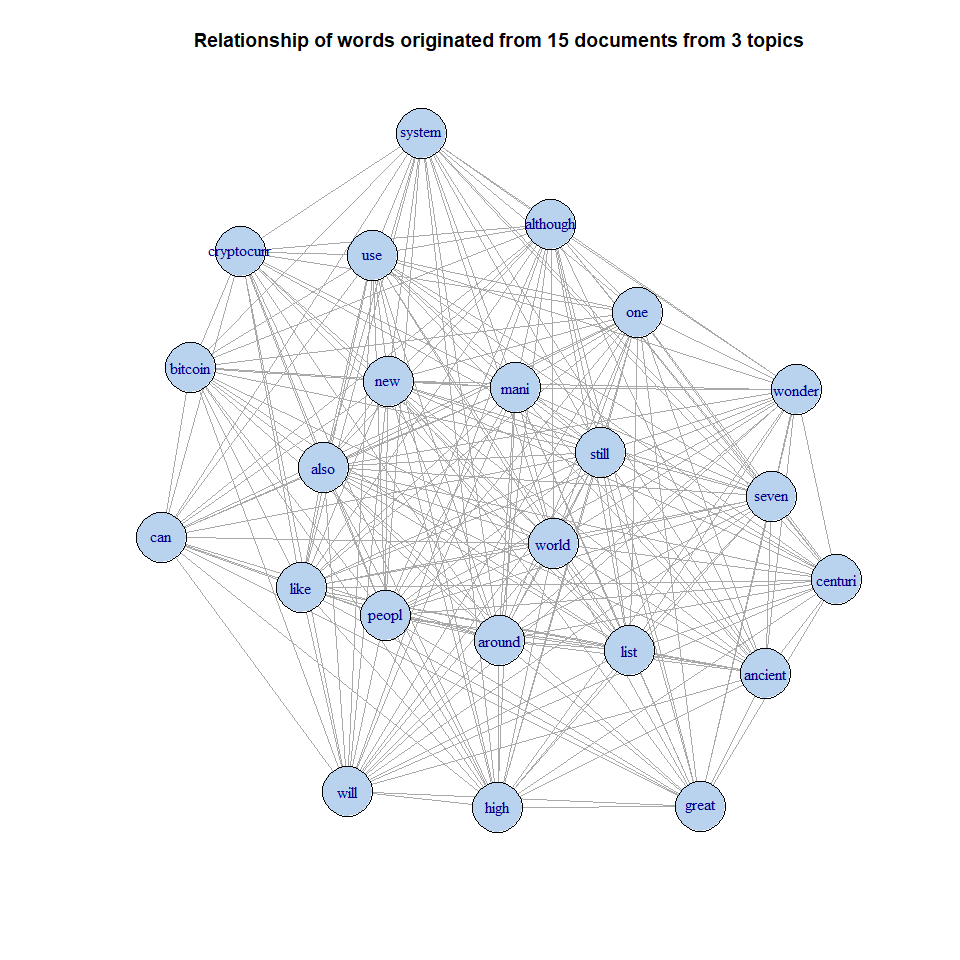 Relationship of words originated from 15 documents from 3 topics
system
although
cryptocurr
use
one
bitcoin
new
mani
wonder
still
also
seven
can
world
centuri
like
peopl
around
list
ancient
will
high
great